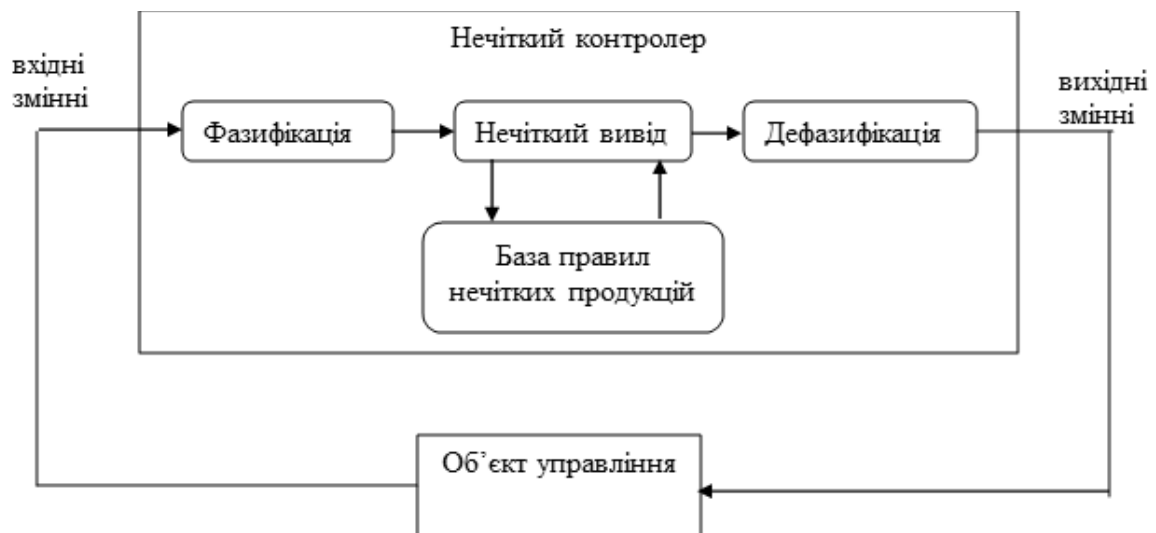 Нечіткий контролер
вхідні
змінні
вихідні
змінні
Фазифікація
Нечіткий вивід
Дефазифікація
База правил
нечітких продукцій
Об’єкт управління